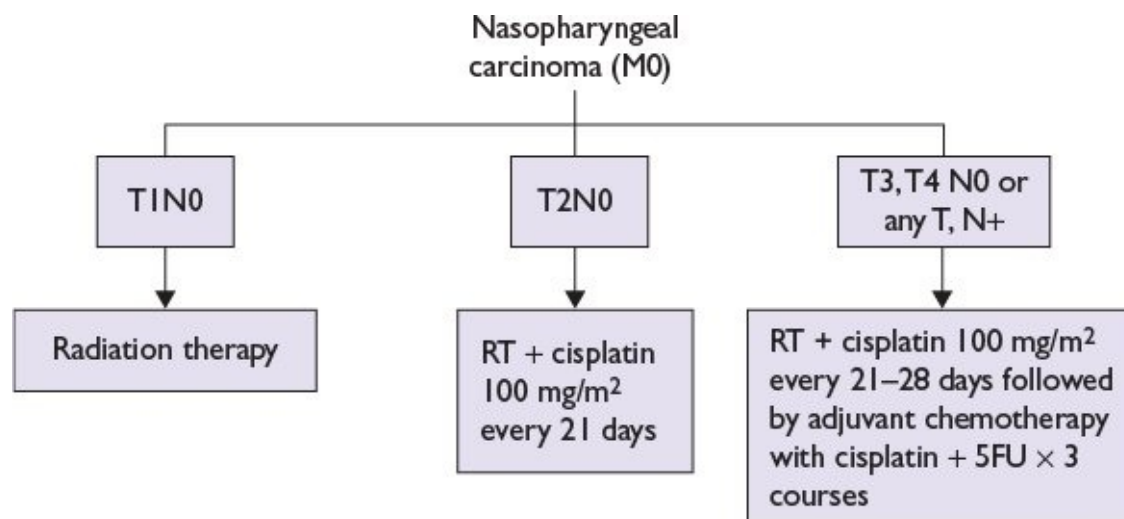 Nasopharyngeal
carcinoma (M0)
T1N0
T2N0
T3, T4 N0 or
any T, N+
Radiation therapy
RT + cisplatin
100 mg/m²
every 21 days
RT + cisplatin 100 mg/m²
every 21–28 days followed
by adjuvant chemotherapy
with cisplatin + 5FU × 3
courses